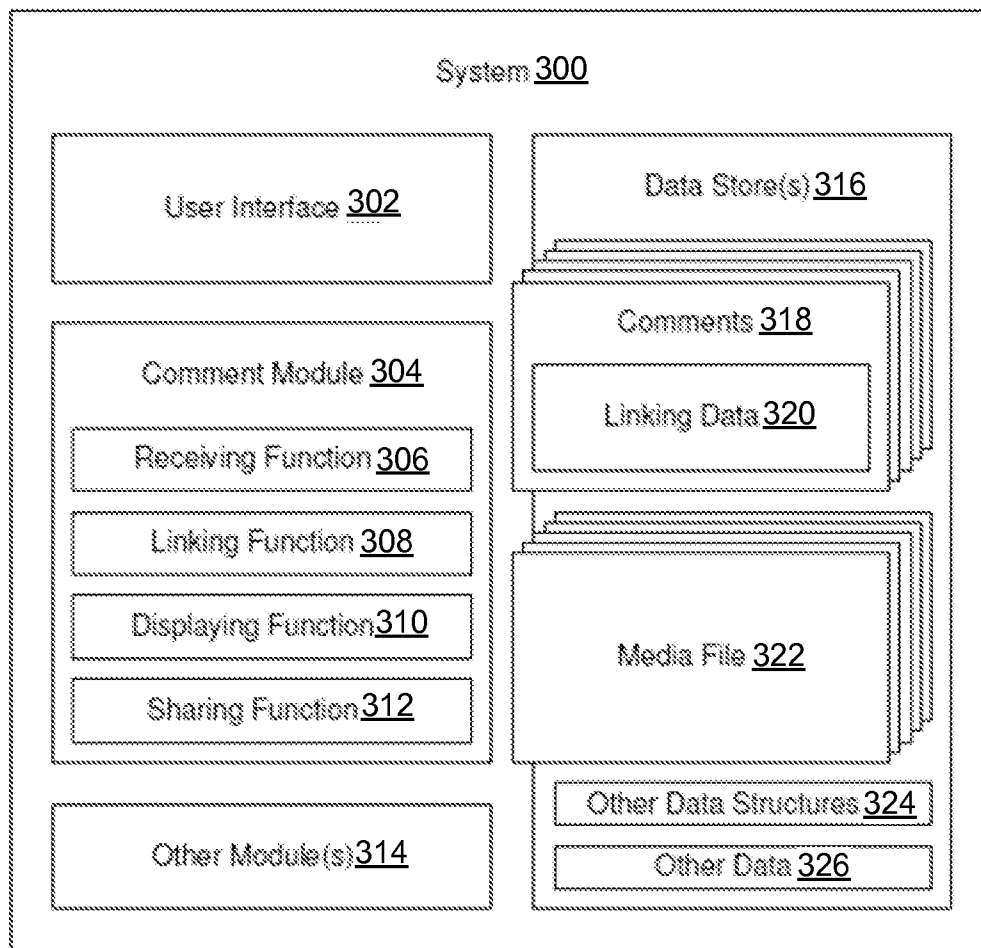 System 300
User Interface 302
Comment Module 304
Receiving Function 306
Linking Function 308
Displaying Function 310
Sharing Function 312
Other Module(s) 314
Data Store(s) 316
Comments 318
Linking Data 320
Media File 322
Other Data Structures 324
Other Data 326